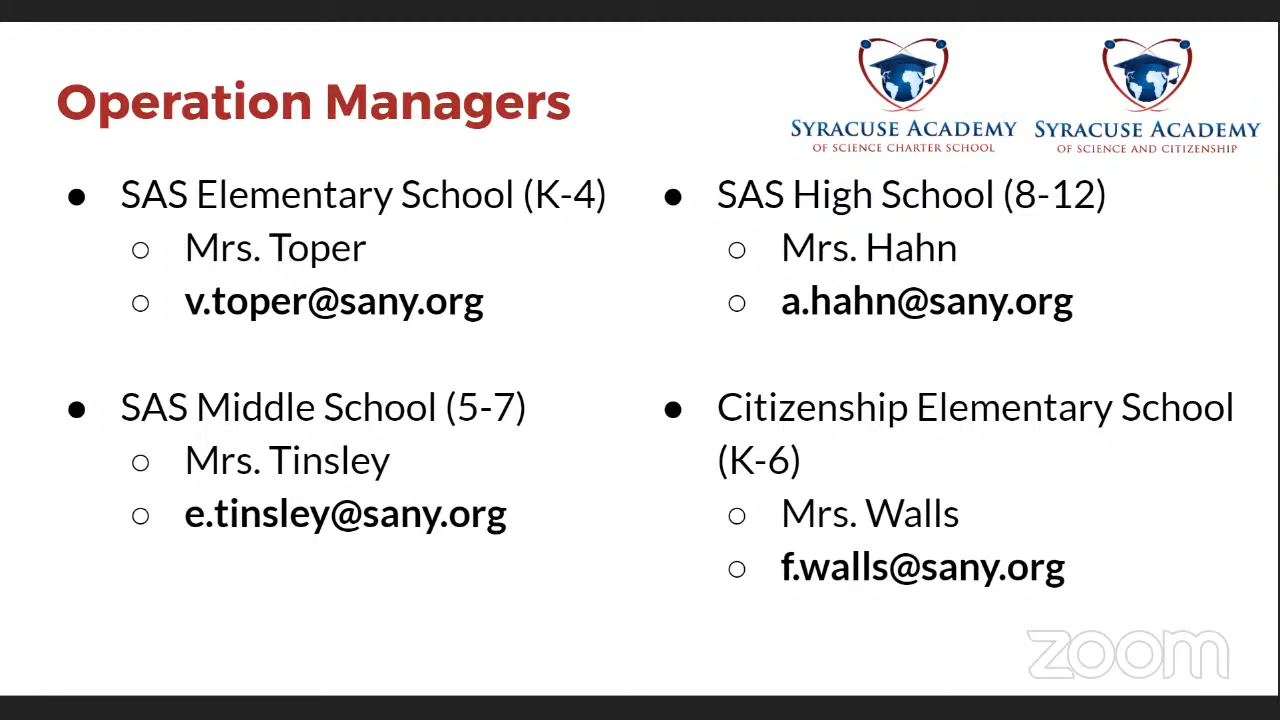 Operation Managers
SYRACUSE ACADEMY
OF SCIENCE CHARTER SCHOOL
SYRACUSE ACADEMY
OF SCIENCE AND CITIZENSHIP
● SAS Elementary School (K-4)
○ Mrs. Toper
○ v.toper@sany.org
● SAS Middle School (5-7)
○ Mrs. Tinsley
○ e.tinsley@sany.org
● SAS High School (8-12)
○ Mrs. Hahn
○ a.hahn@sany.org
● Citizenship Elementary School
(K-6)
○ Mrs. Walls
○ f.walls@sany.org
zoom